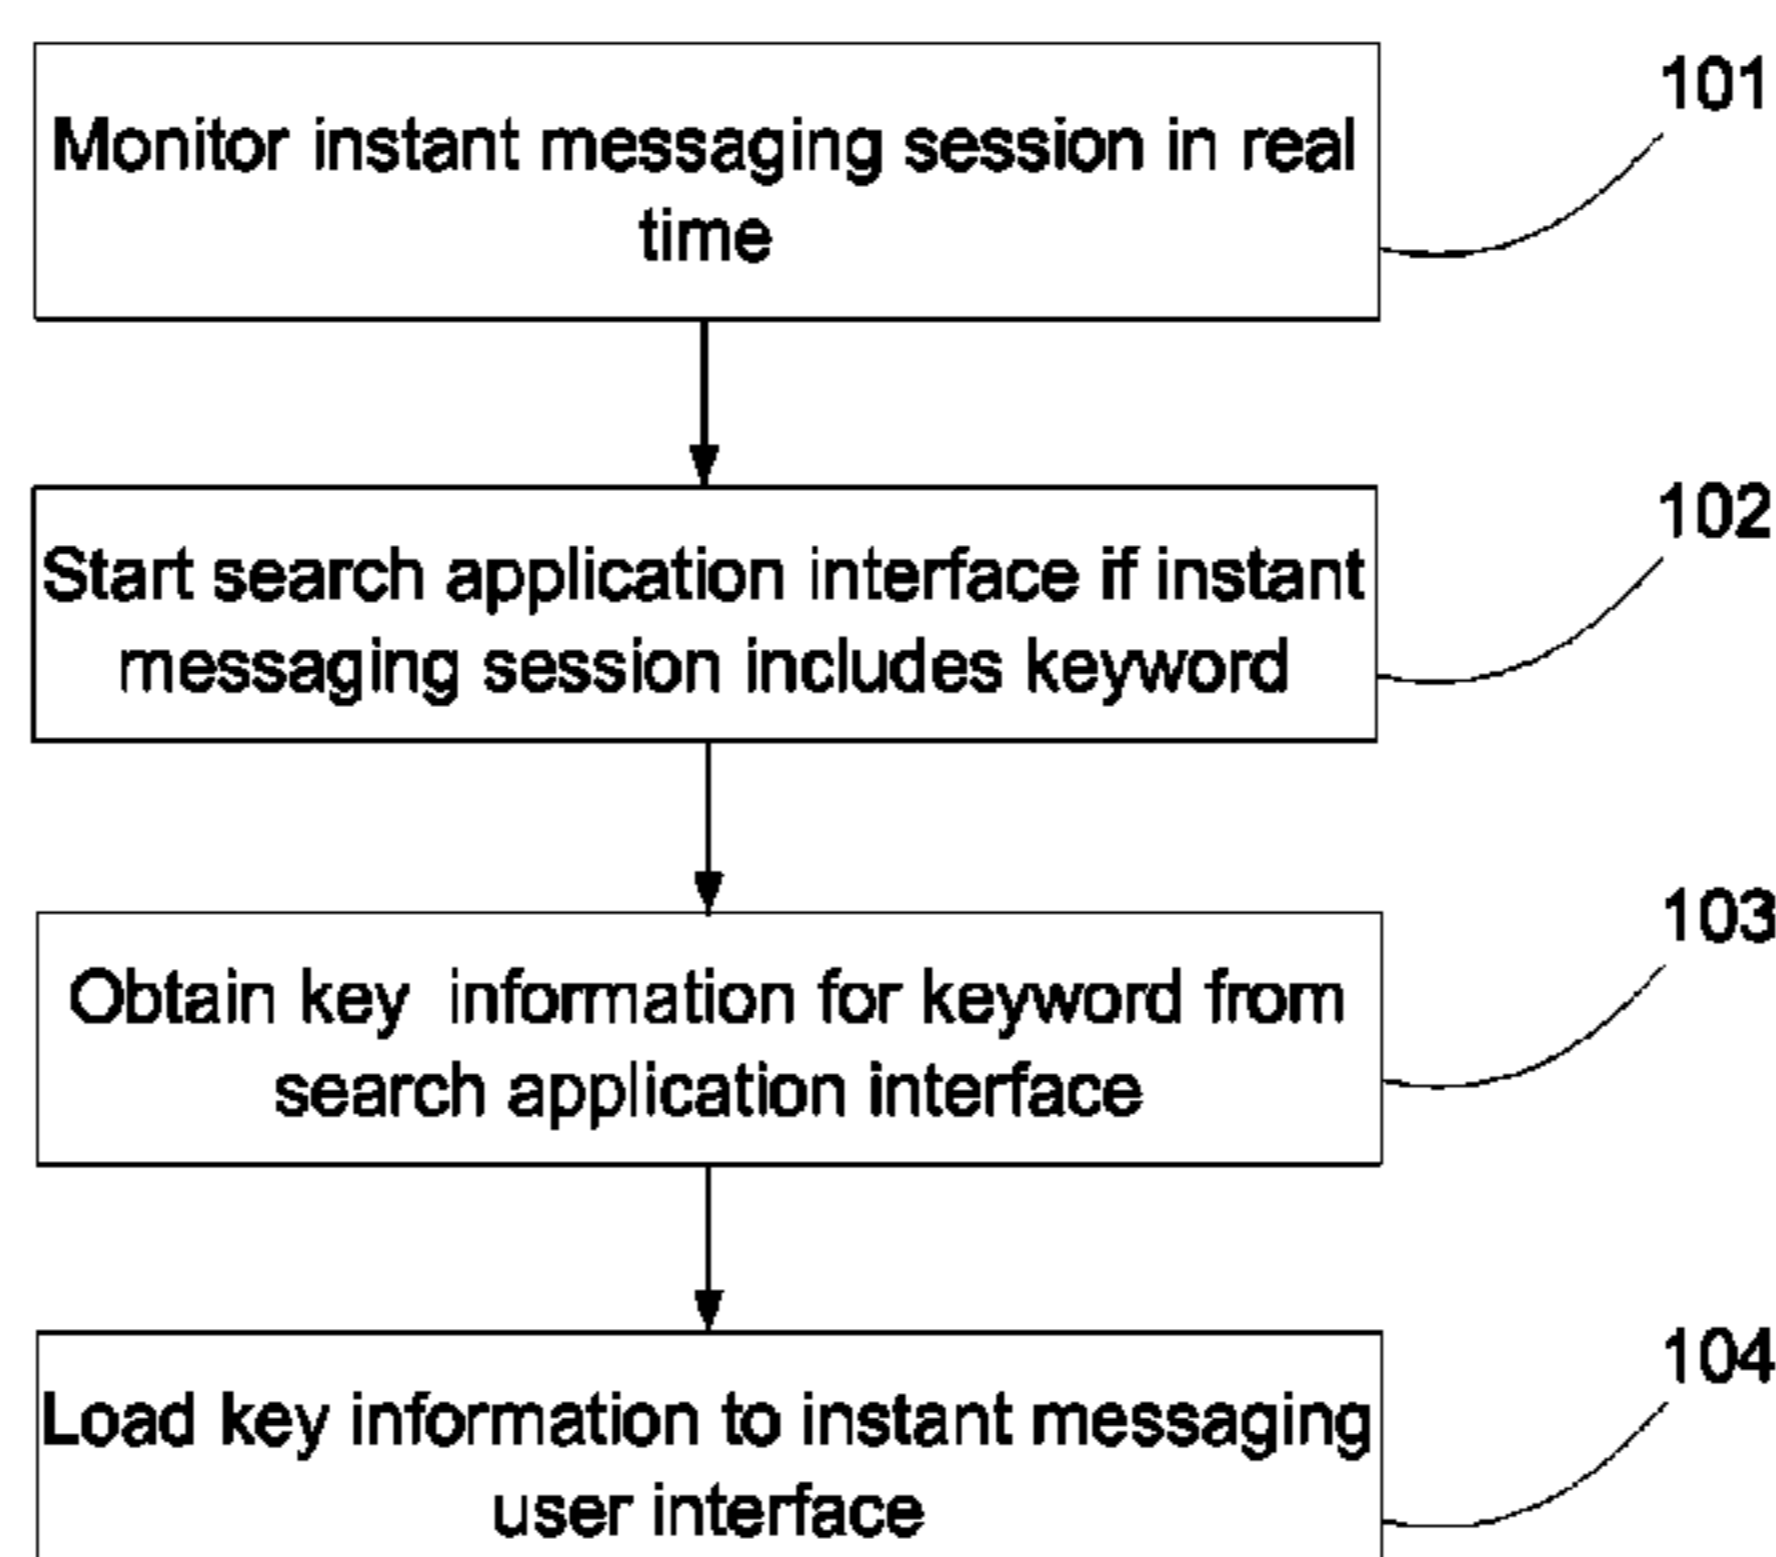 101
Monitor instant messaging session in real
time
102
Start search application interface if instant
messaging session includes keyword
103
Obtain key information for keyword from
search application interface
104
Load key information to instant messaging
user interface